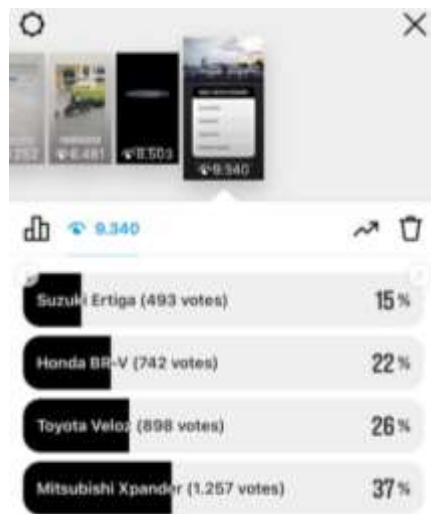 6.481
8.503
9.340
9.340
Suzuki Ertiga (493 votes) 15%
Honda BR-V (742 votes) 22%
Toyota Veloz (898 votes) 26%
Mitsubishi Xpander (1.257 votes) 37%